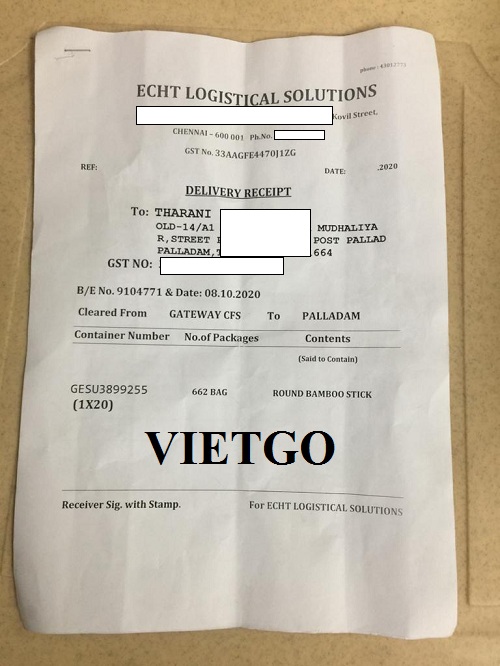 phone : 43012773
ECHT LOGISTICAL SOLUTIONS
Kovil Street,
CHENNAI – 600 001 Ph.No.
GST No. 33AAGFE4470J1ZG
REF: DATE: .2020
DELIVERY RECEIPT
To: THARANI
OLD-14/A1 MUDHALIYA
R,STREET POST PALLAD
PALLADAM, 664
GST NO:
B/E No. 9104771 & Date: 08.10.2020
Cleared From GATEWAY CFS To PALLADAM
Container Number No.of Packages Contents
(Said to Contain)
GESU3899255 662 BAG ROUND BAMBOO STICK
(1X20)
VIETGO
Receiver Sig. with Stamp. For ECHT LOGISTICAL SOLUTIONS